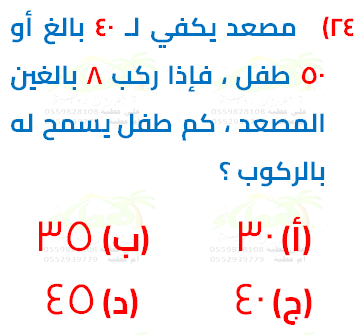 ٢٤) مصعد يكفي لـ ٤٠ بالغ أو
٥٠ طفل ، فإذا ركب ٨ بالغين
المصعد ، كم طفل يسمح له
بالركوب ؟
(أ) ٣٠ (ب) ٣٥
(ج) ٤٠ (د) ٤٥